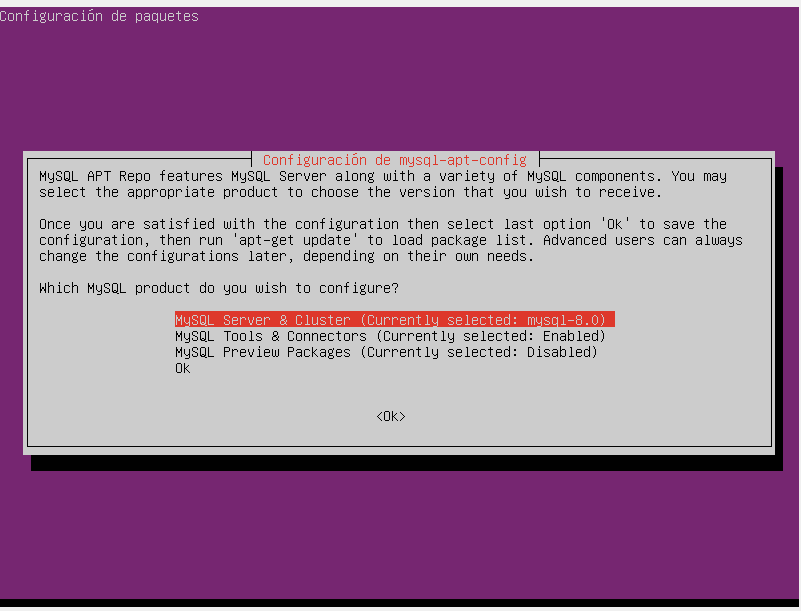 Configuración de paquetes
Configuración de mysql-apt-config
MySQL APT Repo features MySQL Server along with a variety of MySQL components. You may
select the appropriate product to choose the version that you wish to receive.
Once you are satisfied with the configuration then select last option 'Ok' to save the
configuration, then run 'apt-get update' to load package list. Advanced users can always
change the configurations later, depending on their own needs.
Which MySQL product do you wish to configure?
MySQL Server & Cluster (Currently selected: mysql-8.0)
MySQL Tools & Connectors (Currently selected: Enabled)
MySQL Preview Packages (Currently selected: Disabled)
Ok
<Ok>